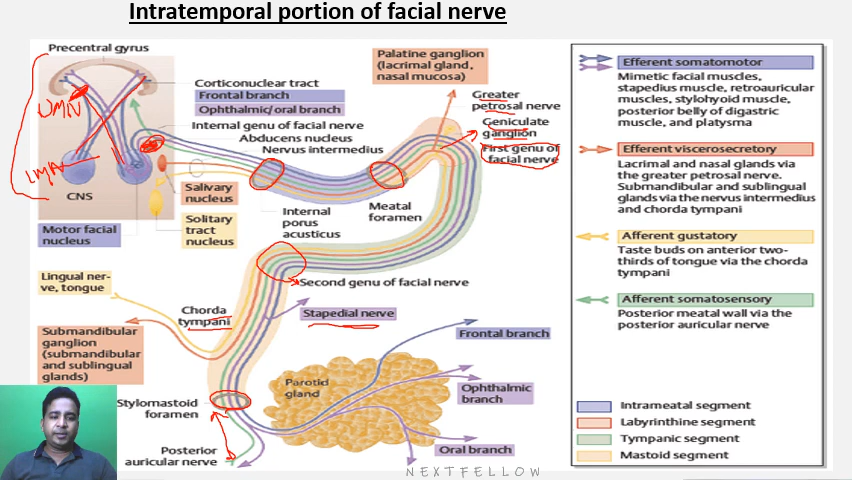 Intratemporal portion of facial nerve
Precentral gyrus
Corticonuclear tract
Frontal branch
Ophthalmic/oral branch
Internal genu of facial nerve
Abducens nucleus
Nervus intermedius
UMN
LMN
CNS
Motor facial
nucleus
Salivary
nucleus
Solitary
tract
nucleus
Internal
porus
acusticus
Meatal
foramen
Palatine ganglion
(lacrimal gland,
nasal mucosa)
Greater
petrosal nerve
Geniculate
ganglion
First genu of
facial nerve
Second genu of facial nerve
Lingual ner-
ve, tongue
Chorda
tympani
Stapedial nerve
Submandibular
ganglion
(submandibular
and sublingual
glands)
Stylomastoid
foramen
Posterior
auricular nerve
Parotid
gland
Frontal branch
Ophthalmic
branch
Oral branch
Efferent somatomotor
Mimetic facial muscles,
stapedius muscle, retroauricular
muscles, stylohyoid muscle,
posterior belly of digastric
muscle, and platysma
Efferent viscerosecretory
Lacrimal and nasal glands via
the greater petrosal nerve.
Submandibular and sublingual
glands via the nervus intermedius
and chorda tympani
Afferent gustatory
Taste buds on anterior two-
thirds of tongue via the chorda
tympani
Afferent somatosensory
Posterior meatal wall via the
posterior auricular nerve
Intrameatal segment
Labyrinthine segment
Tympanic segment
Mastoid segment
NEXTFELLOW